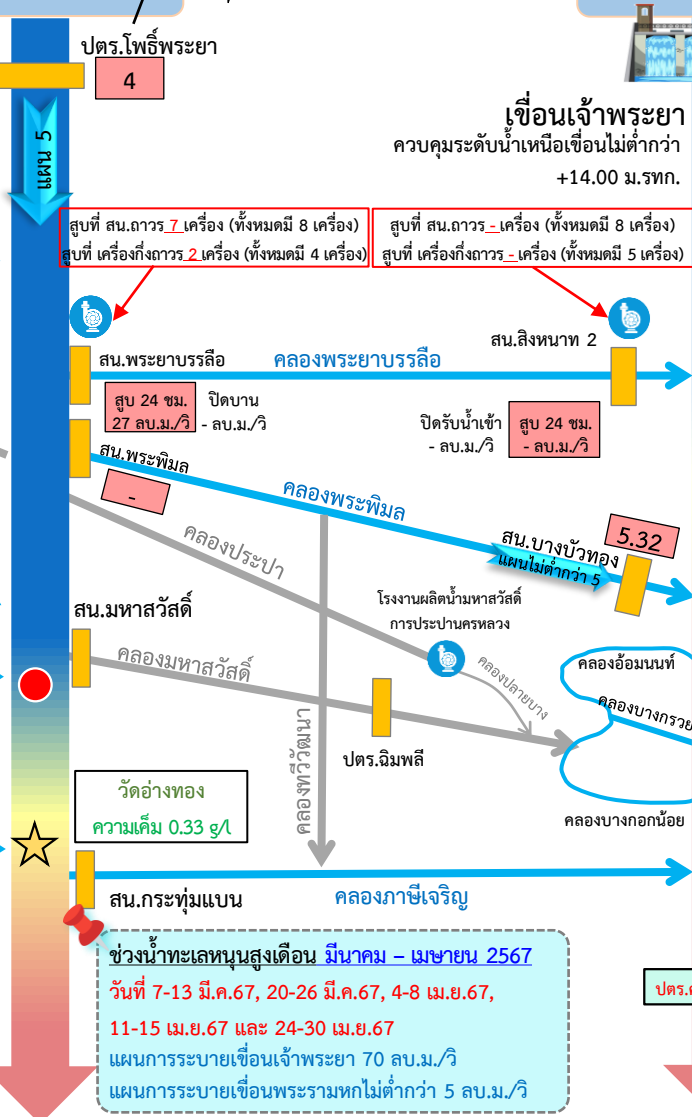 ปตร.โพธิ์พระยา
4
แผน 5
เขื่อนเจ้าพระยา
ควบคุมระดับน้ำเหนือเขื่อนไม่ต่ำกว่า
+14.00 ม.รทก.
สูบที่ สน.ถาวร 7 เครื่อง (ทั้งหมดมี 8 เครื่อง)
สูบที่ เครื่องกึ่งถาวร 2 เครื่อง (ทั้งหมดมี 4 เครื่อง)
สูบที่ สน.ถาวร - เครื่อง (ทั้งหมดมี 8 เครื่อง)
สูบที่ เครื่องกึ่งถาวร - เครื่อง (ทั้งหมดมี 5 เครื่อง)
สน.พระยาบรรลือ
คลองพระยาบรรลือ
สน.สิงหนาท 2
สูบ 24 ชม.
27 ลบ.ม./วิ
ปิดบาน
- ลบ.ม./วิ
ปิดรับน้ำเข้า
- ลบ.ม./วิ
สูบ 24 ชม.
- ลบ.ม./วิ
สน.พระพิมล
-
คลองพระพิมล
สน.บางบัวทอง
5.32
แผนไม่ต่ำกว่า 5
คลองประปา
โรงงานผลิตน้ำมหาสวัสดิ์
การประปานครหลวง
สน.มหาสวัสดิ์
คลองมหาสวัสดิ์
คลองปลายบาง
คลองอ้อมนนท์
คลองบางกรวย
ปตร.ฉิมพลี
คลองทวีวัฒนา
คลองบางกอกน้อย
วัดอ่างทอง
ความเค็ม 0.33 g/l
สน.กระทุ่มแบน
คลองภาษีเจริญ
ช่วงน้ำทะเลหนุนสูงเดือน มีนาคม – เมษายน 2567
วันที่ 7-13 มี.ค.67, 20-26 มี.ค.67, 4-8 เม.ย.67,
11-15 เม.ย.67 และ 24-30 เม.ย.67
แผนการระบายเขื่อนเจ้าพระยา 70 ลบ.ม./วิ
แผนการระบายเขื่อนพระรามหกไม่ต่ำกว่า 5 ลบ.ม./วิ
ปตร.